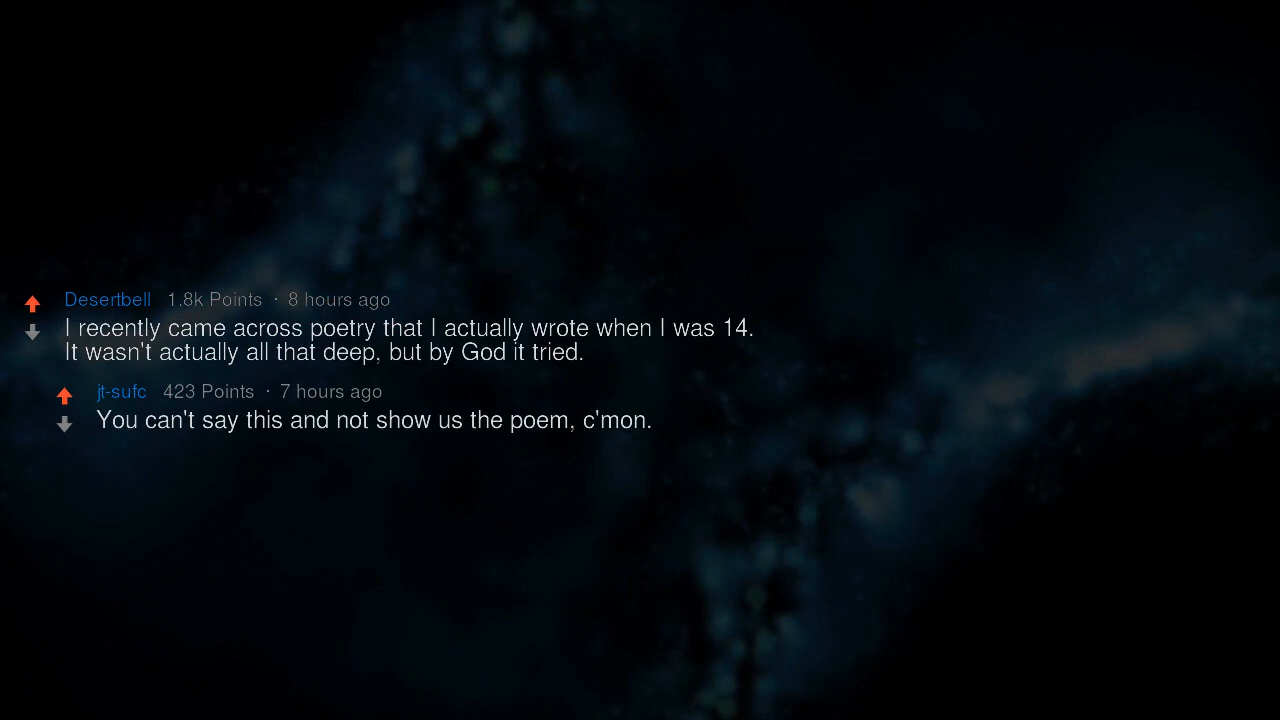 Desertbell 1.8k Points · 8 hours ago
I recently came across poetry that I actually wrote when I was 14.
It wasn't actually all that deep, but by God it tried.
jt-sufc 423 Points · 7 hours ago
You can't say this and not show us the poem, c'mon.